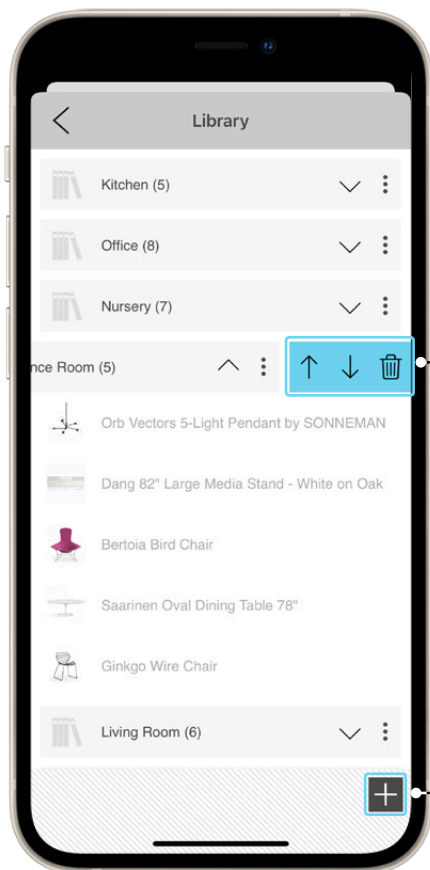 Library
Kitchen (5)
Office (8)
Nursery (7)
nce Room (5)
Orb Vectors 5-Light Pendant by SONNEMAN
Dang 82" Large Media Stand - White on Oak
Bertoia Bird Chair
Saarinen Oval Dining Table 78"
Ginkgo Wire Chair
Living Room (6)